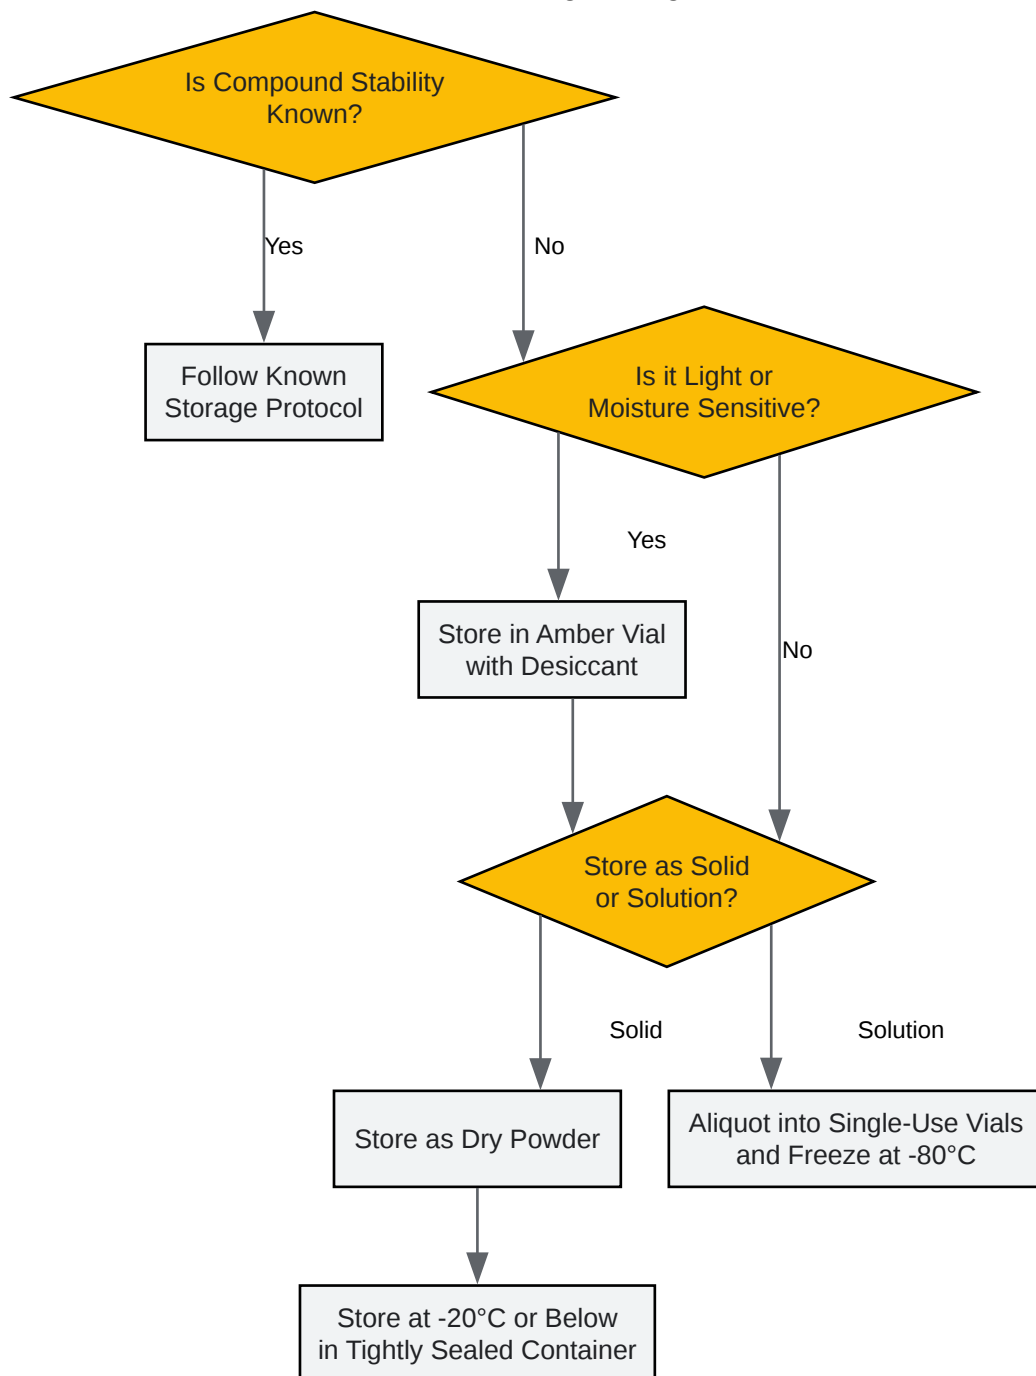 Is Compound Stability
Known?
Yes
No
Follow Known
Storage Protocol
Is it Light or
Moisture Sensitive?
Yes
Store in Amber Vial
with Desiccant
No
Store as Solid
or Solution?
Solid
Solution
Store as Dry Powder
Aliquot into Single-Use Vials
and Freeze at -80°C
Store at -20°C or Below
in Tightly Sealed Container